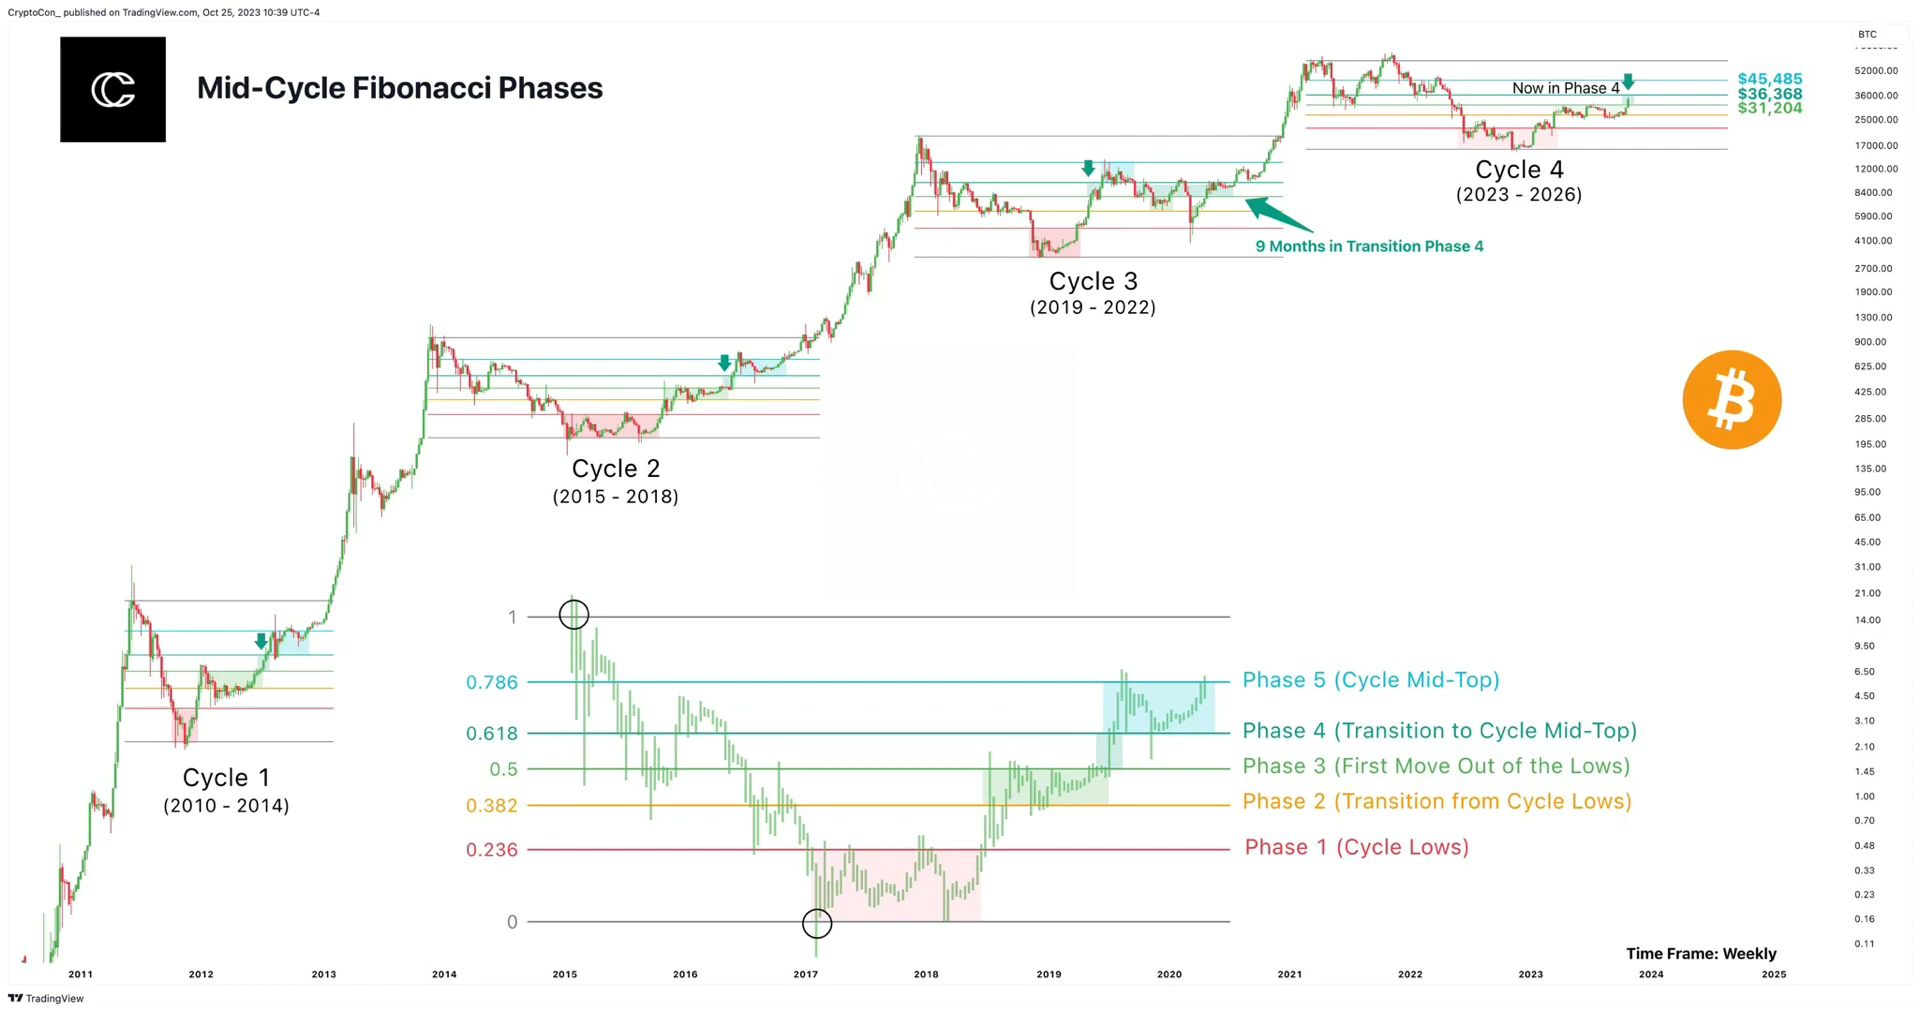 CryptoCon_ published on TradingView.com, Oct 25, 2023 10:39 UTC-4
Mid-Cycle Fibonacci Phases
BTC
52000.00
36000.00
25000.00
17000.00
12000.00
8400.00
5900.00
4100.00
2700.00
1900.00
1300.00
900.00
625.00
425.00
285.00
195.00
135.00
95.00
65.00
45.00
31.00
21.00
14.00
9.50
6.50
4.50
3.10
2.10
1.45
1.00
0.70
0.48
0.33
0.23
0.16
0.11
$45,485
$36,368
$31,204
Now in Phase 4
Cycle 4
(2023 - 2026)
9 Months in Transition Phase 4
Cycle 3
(2019 - 2022)
Cycle 2
(2015 - 2018)
Cycle 1
(2010 - 2014)
1
0.786
Phase 5 (Cycle Mid-Top)
0.618
Phase 4 (Transition to Cycle Mid-Top)
0.5
Phase 3 (First Move Out of the Lows)
0.382
Phase 2 (Transition from Cycle Lows)
0.236
Phase 1 (Cycle Lows)
0
Time Frame: Weekly
2011 2012 2013 2014 2015 2016 2017 2018 2019 2020 2021 2022 2023 2024 2025
TradingView